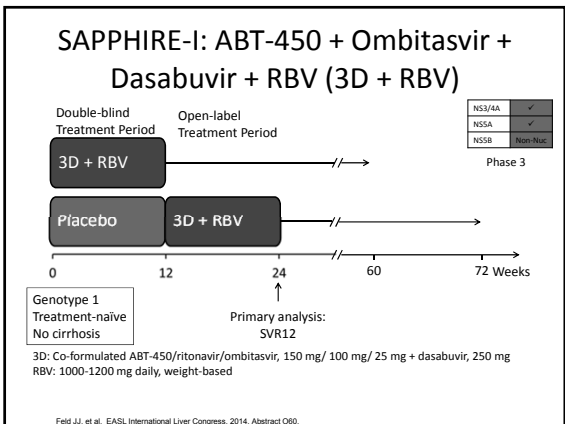 SAPPHIRE-I: ABT-450 + Ombitasvir +
Dasabuvir + RBV (3D + RBV)
Double-blind
Treatment Period
Open-label
Treatment Period
NS3/4A ✓
NS5A ✓
NS5B Non-Nuc
Phase 3
3D + RBV
Placebo
3D + RBV
0
12
24
60
72 Weeks
Genotype 1
Treatment-naïve
No cirrhosis
Primary analysis:
SVR12
3D: Co-formulated ABT-450/ritonavir/ombitasvir, 150 mg/ 100 mg/ 25 mg + dasabuvir, 250 mg
RBV: 1000-1200 mg daily, weight-based
Feld JJ, et al. EASL International Liver Congress, 2014, Abstract O60.